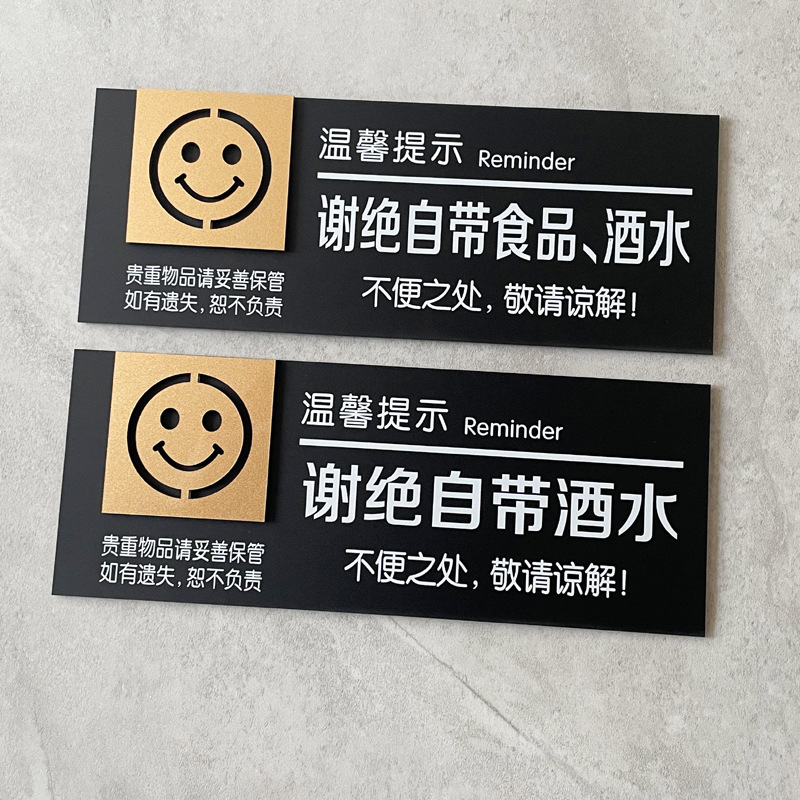 温馨提示 Reminder
谢绝自带食品、酒水
不便之处，敬请谅解！
贵重物品请妥善保管
如有遗失，恕不负责
温馨提示 Reminder
谢绝自带酒水
不便之处，敬请谅解！
贵重物品请妥善保管
如有遗失，恕不负责